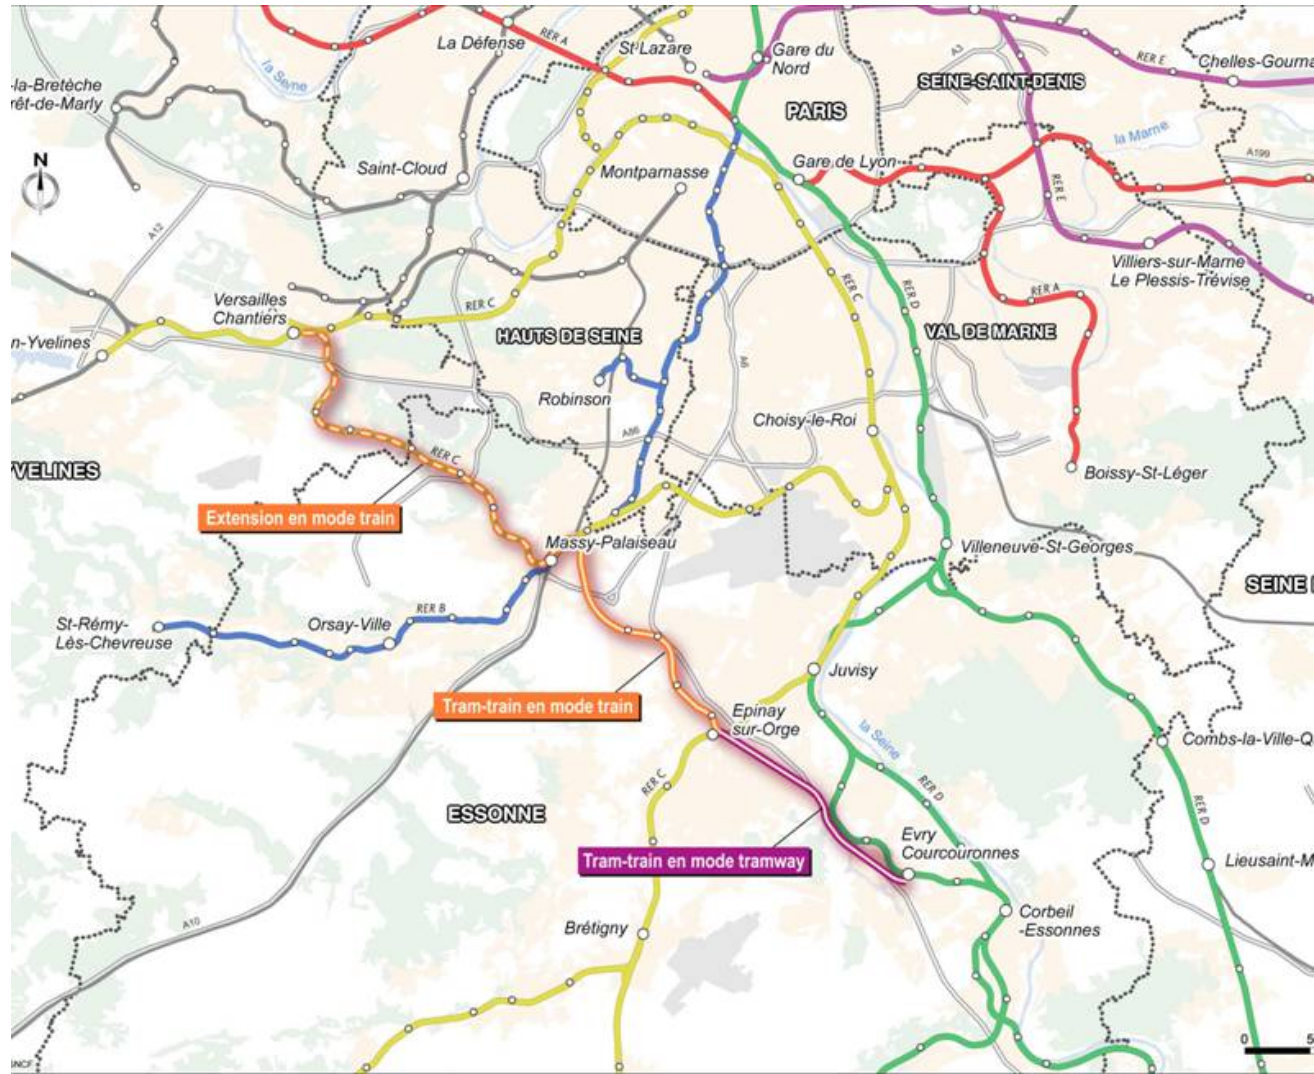 La Défense
RER A
St Lazare
Gare du
Nord
A3
RER E
Chelles-Gourna
la Seine
SEINE-SAINT-DENIS
-la-Bretèche
rêt-de-Marly
PARIS
la Marne
N
Saint-Cloud
Montparnasse
Gare de Lyon
A199
RER E
A12
Villiers-sur-Marne
Le Plessis-Trévise
Versailles
Chantiers
RER C
RER C
RER D
RER A
n-Yvelines
HAUTS DE SEINE
VAL DE MARNE
A6
Robinson
Choisy-le-Roi
A86
YVELINES
RER C
Boissy-St-Léger
Extension en mode train
Massy-Palaiseau
Villeneuve-St-Georges
SEINE
St-Rémy-
Lès-Chevreuse
Orsay-Ville
RER B
Juvisy
Tram-train en mode train
Epinay
sur-Orge
la Seine
Combs-la-Ville-Q
RER C
RER D
RER D
ESSONNE
Evry
Courcouronnes
Tram-train en mode tramway
Lieusaint-M
A10
Brétigny
Corbeil
-Essonnes
0 5
SNCF